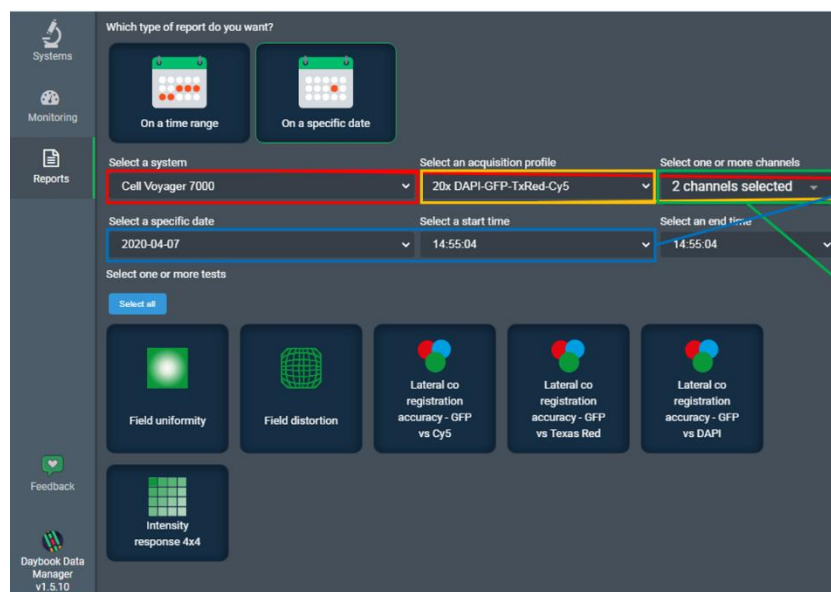 Systems
Monitoring
Reports
Feedback
Daybook Data
Manager
v1.5.10
Which type of report do you want?
On a time range
On a specific date
Select a system
Select an acquisition profile
Select one or more channels
Cell Voyager 7000
20x DAPI-GFP-TxRed-Cy5
2 channels selected
Select a specific date
Select a start time
Select an end time
2020-04-07
14:55:04
14:55:04
Select one or more tests
Select all
Field uniformity
Field distortion
Lateral co
registration
accuracy - GFP
vs Cy5
Lateral co
registration
accuracy - GFP
vs Texas Red
Lateral co
registration
accuracy - GFP
vs DAPI
Intensity
response 4x4